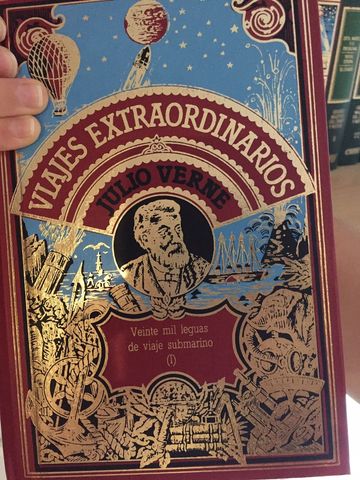 VIAJES EXTRAORDINARIOS
JULIO VERNE
Veinte mil leguas
de viaje submarino
(I)